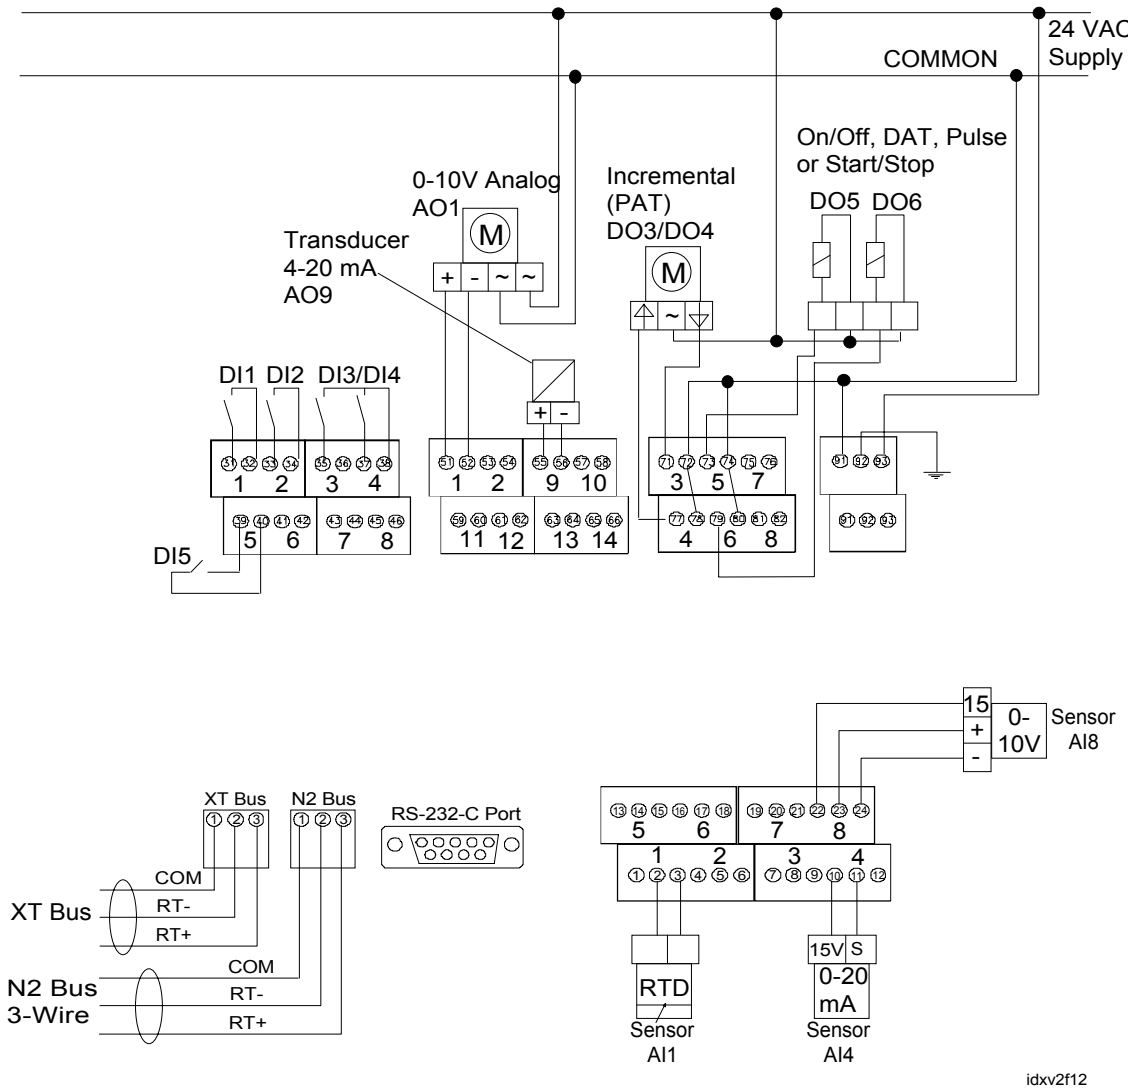 24 VAC
Supply
COMMON
On/Off, DAT, Pulse
or Start/Stop
0-10V Analog
AO1
Incremental
(PAT)
DO3/DO4
DO5 DO6
Transducer
4-20 mA
AO9
M
M
+ - ~ ~
~
DI1 DI2 DI3/DI4
+ -
31 32 33 34 35 36 37 38
51 52 53 54 55 56 57 58
71 72 73 74 75 76
91 92 93
1 2 3 4
1 2 9 10
3 5 7
39 40 41 42 43 44 45 46
59 60 61 62 63 64 65 66
77 78 79 80 81 82
91 92 93
5 6 7 8
11 12 13 14
4 6 8
DI5
15
+
-
0-
10V
Sensor
AI8
XT Bus N2 Bus
1 2 3 1 2 3
RS-232-C Port
13 14 15 16 17 18 19 20 21 22 23 24
5 6 7 8
1 2 3 4
1 2 3 4 5 6 7 8 9 10 11 12
COM
XT Bus
RT-
RT+
COM
N2 Bus
3-Wire
RT-
RT+
RTD
Sensor
AI1
15V S
0-20
mA
Sensor
AI4
idxv2f12